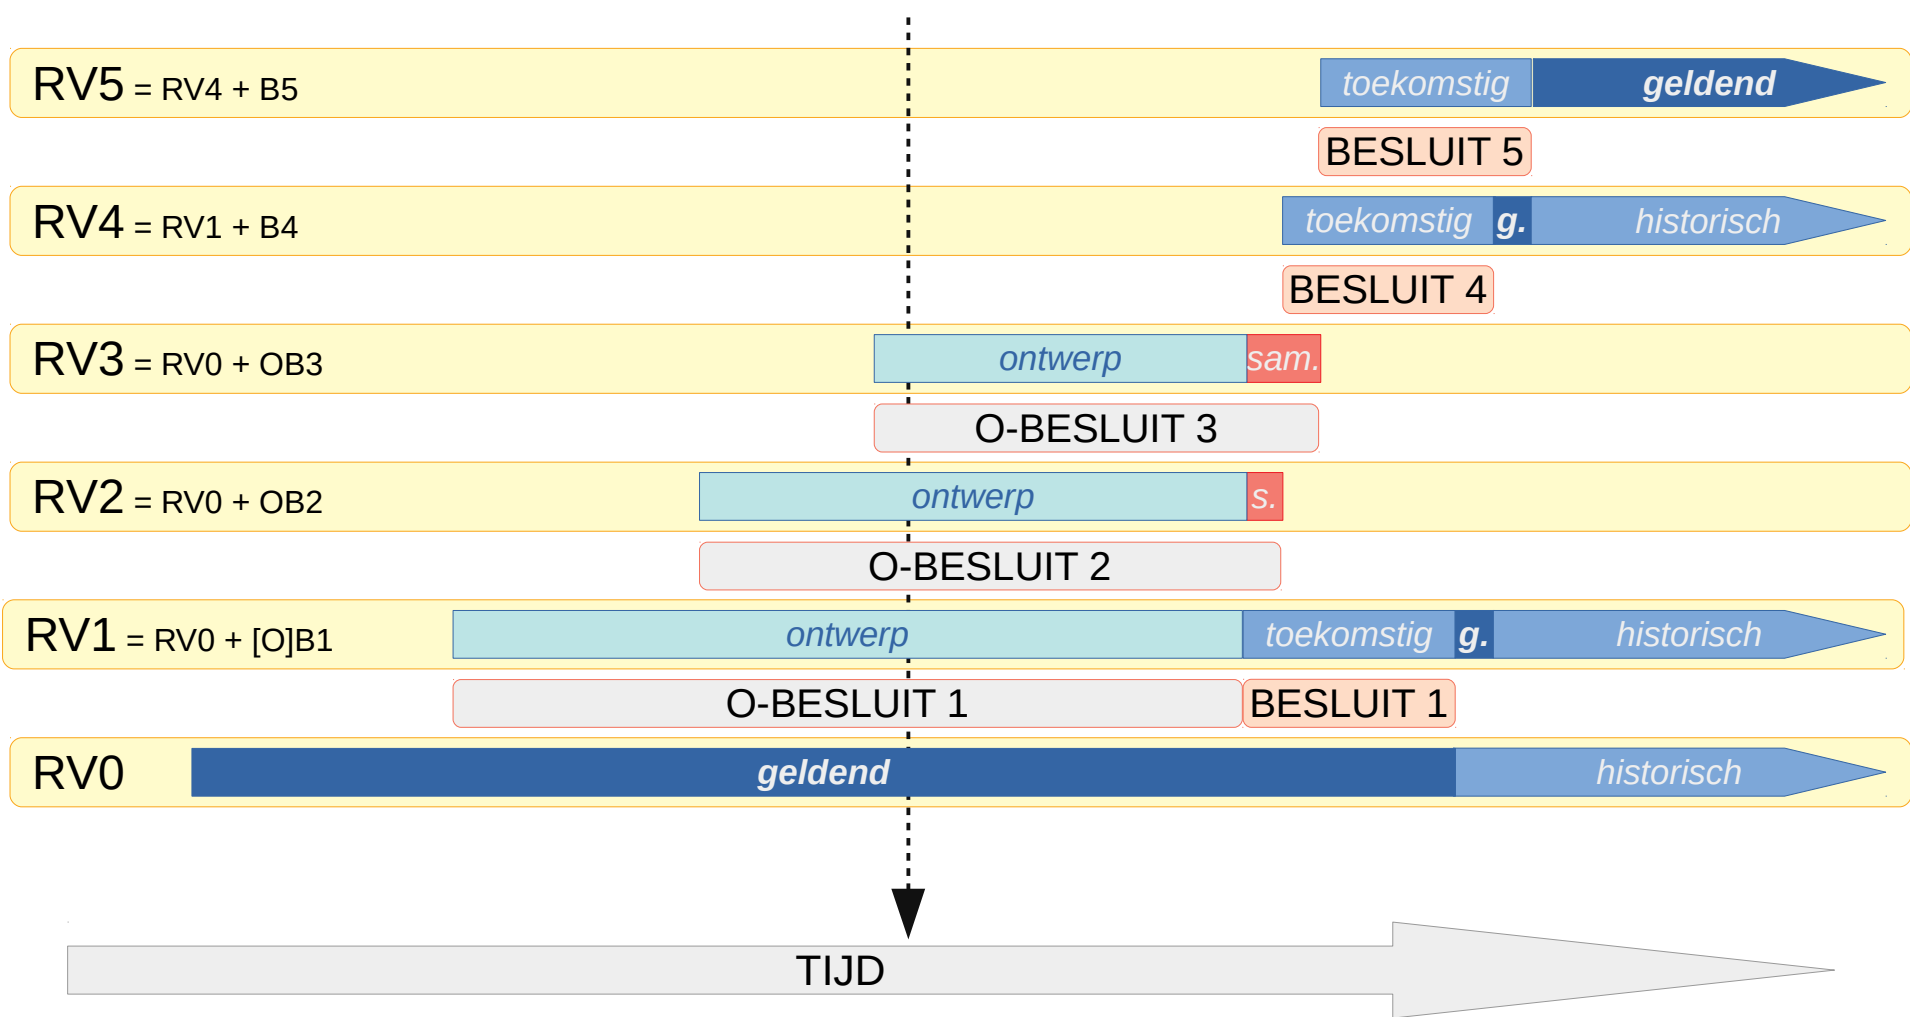 RV5 = RV4 + B5 toekomstig geldend
BESLUIT 5
RV4 = RV1 + B4 toekomstig g. historisch
BESLUIT 4
RV3 = RV0 + OB3 ontwerp sam.
O-BESLUIT 3
RV2 = RV0 + OB2 ontwerp s.
O-BESLUIT 2
RV1 = RV0 + [O]B1 ontwerp toekomstig g. historisch
O-BESLUIT 1 BESLUIT 1
RV0 geldend historisch
TIJD